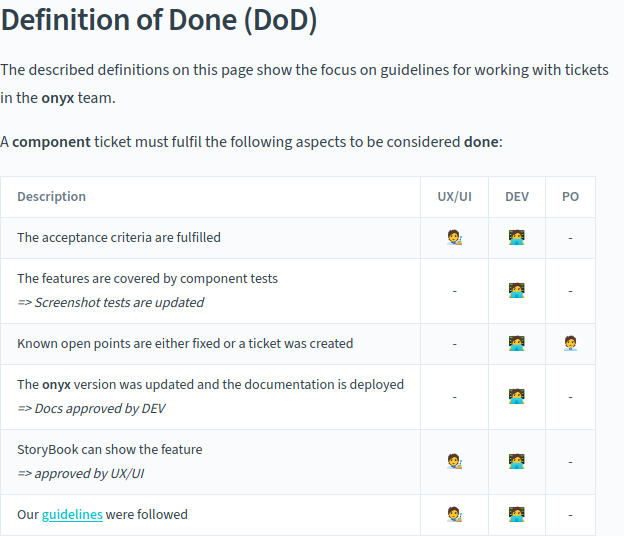 Definition of Done (DoD)
The described definitions on this page show the focus on guidelines for working with tickets
in the onyx team.
A component ticket must fulfil the following aspects to be considered done:
Description UX/UI DEV PO
The acceptance criteria are fulfilled 🧑‍🎨 🧑‍💻 -
The features are covered by component tests
=> Screenshot tests are updated - 🧑‍💻 -
Known open points are either fixed or a ticket was created - 🧑‍💻 🧑‍💼
The onyx version was updated and the documentation is deployed
=> Docs approved by DEV - 🧑‍💻 -
StoryBook can show the feature
=> approved by UX/UI 🧑‍🎨 🧑‍💻 -
Our guidelines were followed 🧑‍🎨 🧑‍💻 -